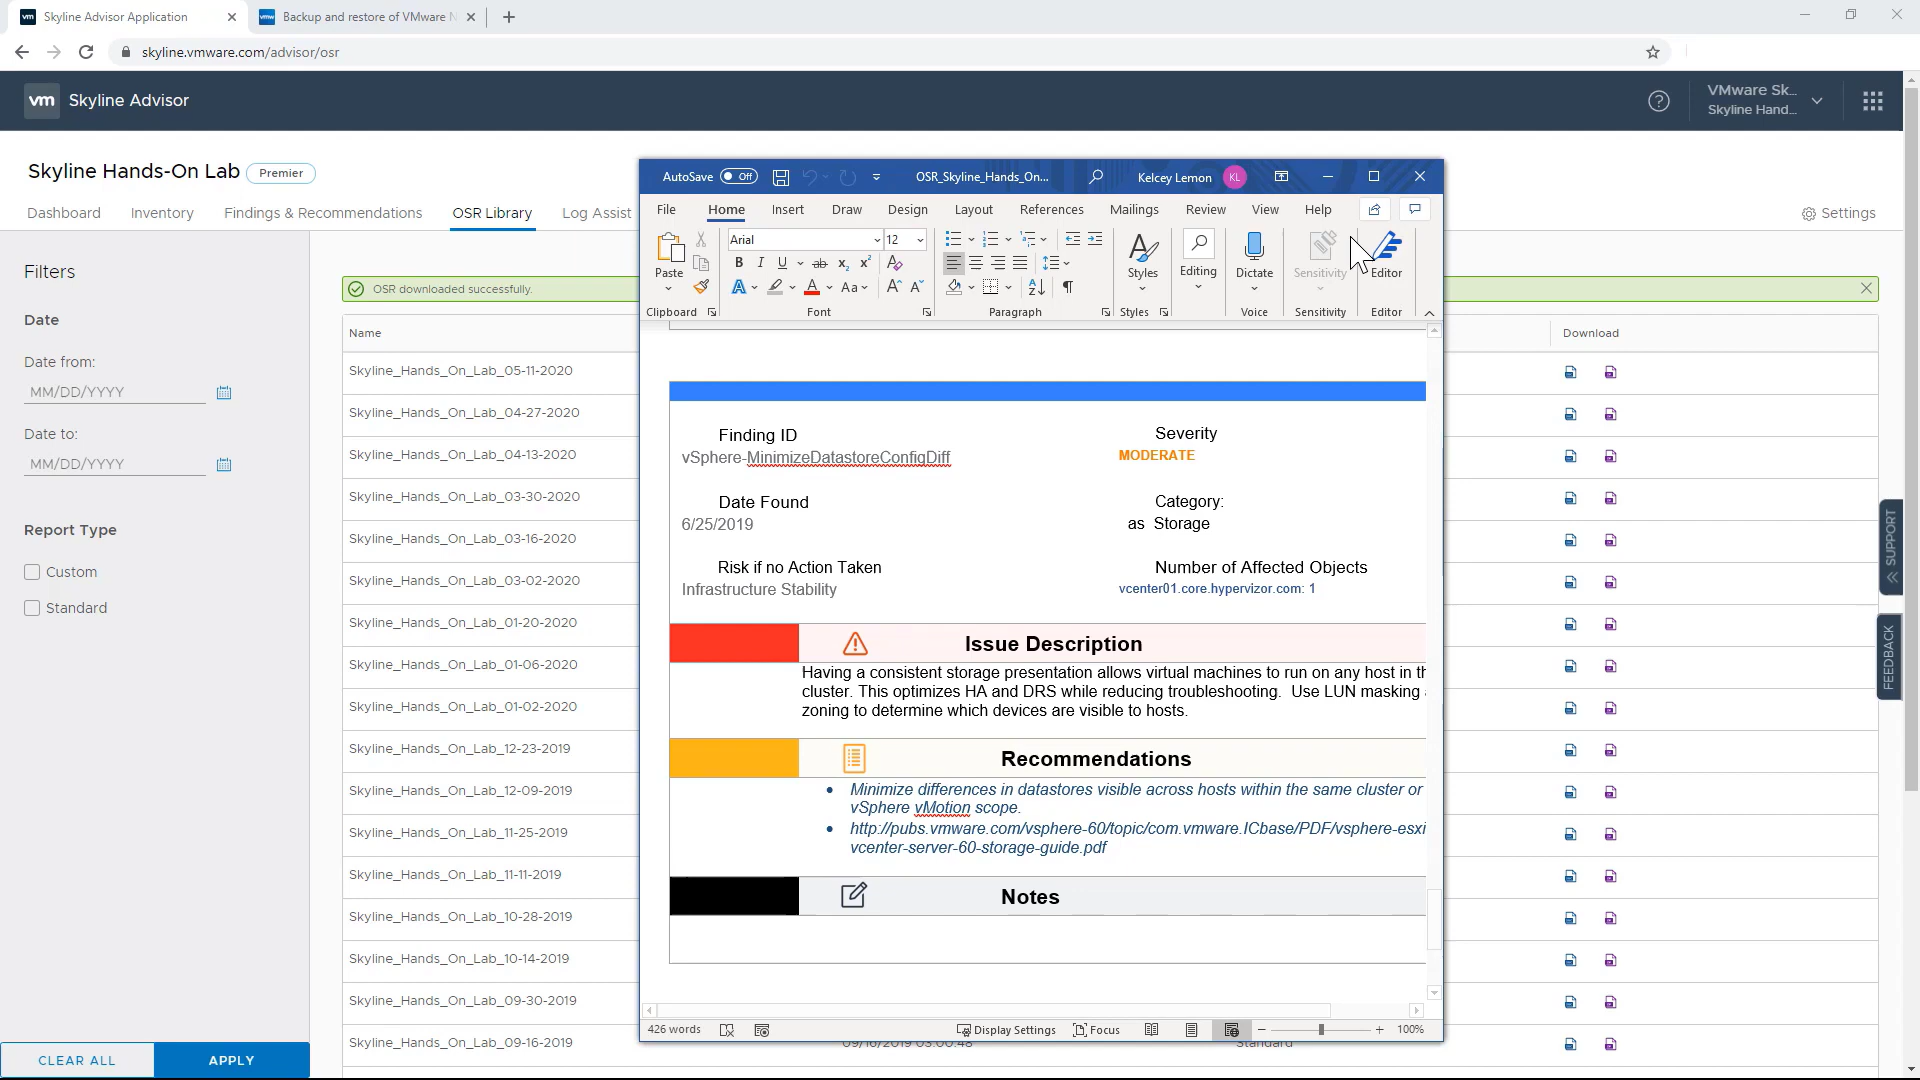 vm Skyline Advisor Application
vmw Backup and restore of VMware N
skyline.vmware.com/advisor/osr
vm Skyline Advisor
VMware Sk...
Skyline Hand...
Skyline Hands-On Lab Premier
Dashboard Inventory Findings & Recommendations OSR Library Log Assist
Settings
Filters
Date
Date from:
MM/DD/YYYY
Date to:
MM/DD/YYYY
Report Type
Custom
Standard
CLEAR ALL APPLY
OSR downloaded successfully.
Name Download
Skyline_Hands_On_Lab_05-11-2020
Skyline_Hands_On_Lab_04-27-2020
Skyline_Hands_On_Lab_04-13-2020
Skyline_Hands_On_Lab_03-30-2020
Skyline_Hands_On_Lab_03-16-2020
Skyline_Hands_On_Lab_03-02-2020
Skyline_Hands_On_Lab_01-20-2020
Skyline_Hands_On_Lab_01-06-2020
Skyline_Hands_On_Lab_01-02-2020
Skyline_Hands_On_Lab_12-23-2019
Skyline_Hands_On_Lab_12-09-2019
Skyline_Hands_On_Lab_11-25-2019
Skyline_Hands_On_Lab_11-11-2019
Skyline_Hands_On_Lab_10-28-2019
Skyline_Hands_On_Lab_10-14-2019
Skyline_Hands_On_Lab_09-30-2019
Skyline_Hands_On_Lab_09-16-2019 09/16/2019 03:00:48 Standard
SUPPORT
FEEDBACK
AutoSave Off OSR_Skyline_Hands_On... Kelcey Lemon KL
File Home Insert Draw Design Layout References Mailings Review View Help
Arial 12
Paste
B I U ab x2 x2
A A Aa A A
Styles Editing Dictate Sensitivity Editor
Clipboard Font Paragraph Styles Voice Sensitivity Editor
Finding ID Severity
vSphere-MinimizeDatastoreConfigDiff MODERATE
Date Found Category:
6/25/2019 as Storage
Risk if no Action Taken Number of Affected Objects
Infrastructure Stability vcenter01.core.hypervizor.com: 1
Issue Description
Having a consistent storage presentation allows virtual machines to run on any host in th
cluster. This optimizes HA and DRS while reducing troubleshooting. Use LUN masking
zoning to determine which devices are visible to hosts.
Recommendations
• Minimize differences in datastores visible across hosts within the same cluster or
vSphere vMotion scope.
• http://pubs.vmware.com/vsphere-60/topic/com.vmware.ICbase/PDF/vsphere-esxi
vcenter-server-60-storage-guide.pdf
Notes
426 words Display Settings Focus 100%